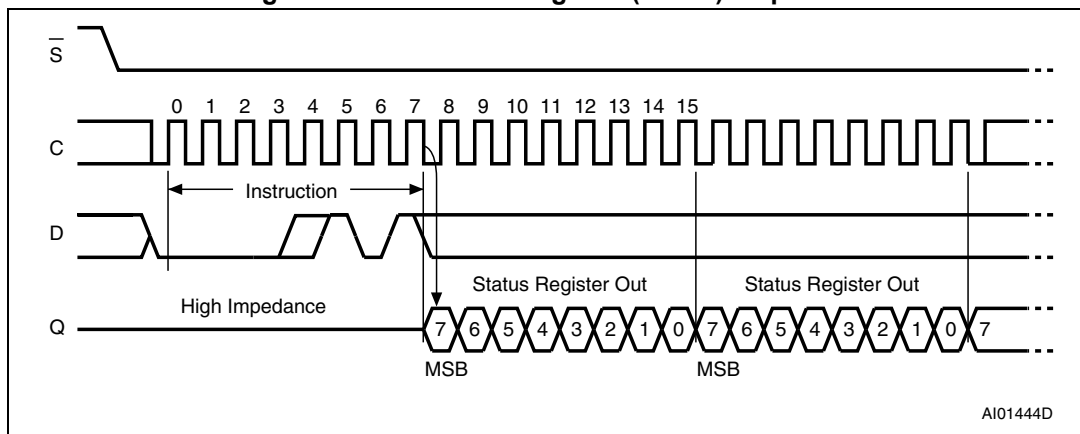 S
0 1 2 3 4 5 6 7 8 9 10 11 12 13 14 15
C
Instruction
D
Status Register Out Status Register Out
High Impedance
Q 7 6 5 4 3 2 1 0 7 6 5 4 3 2 1 0 7
MSB MSB
AI01444D